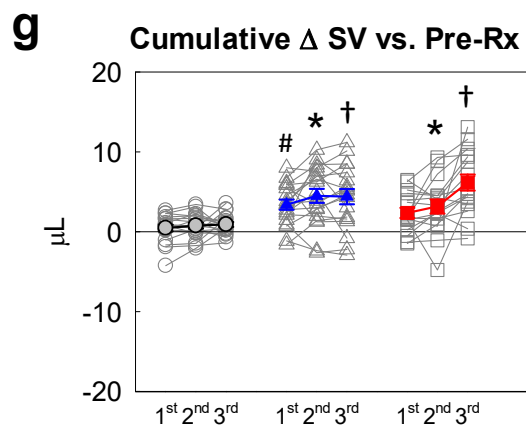 g
Cumulative Δ SV vs. Pre-Rx
20
†
*
†
#
*
10
μL
0
-10
-20
1st 2nd 3rd 1st 2nd 3rd 1st 2nd 3rd